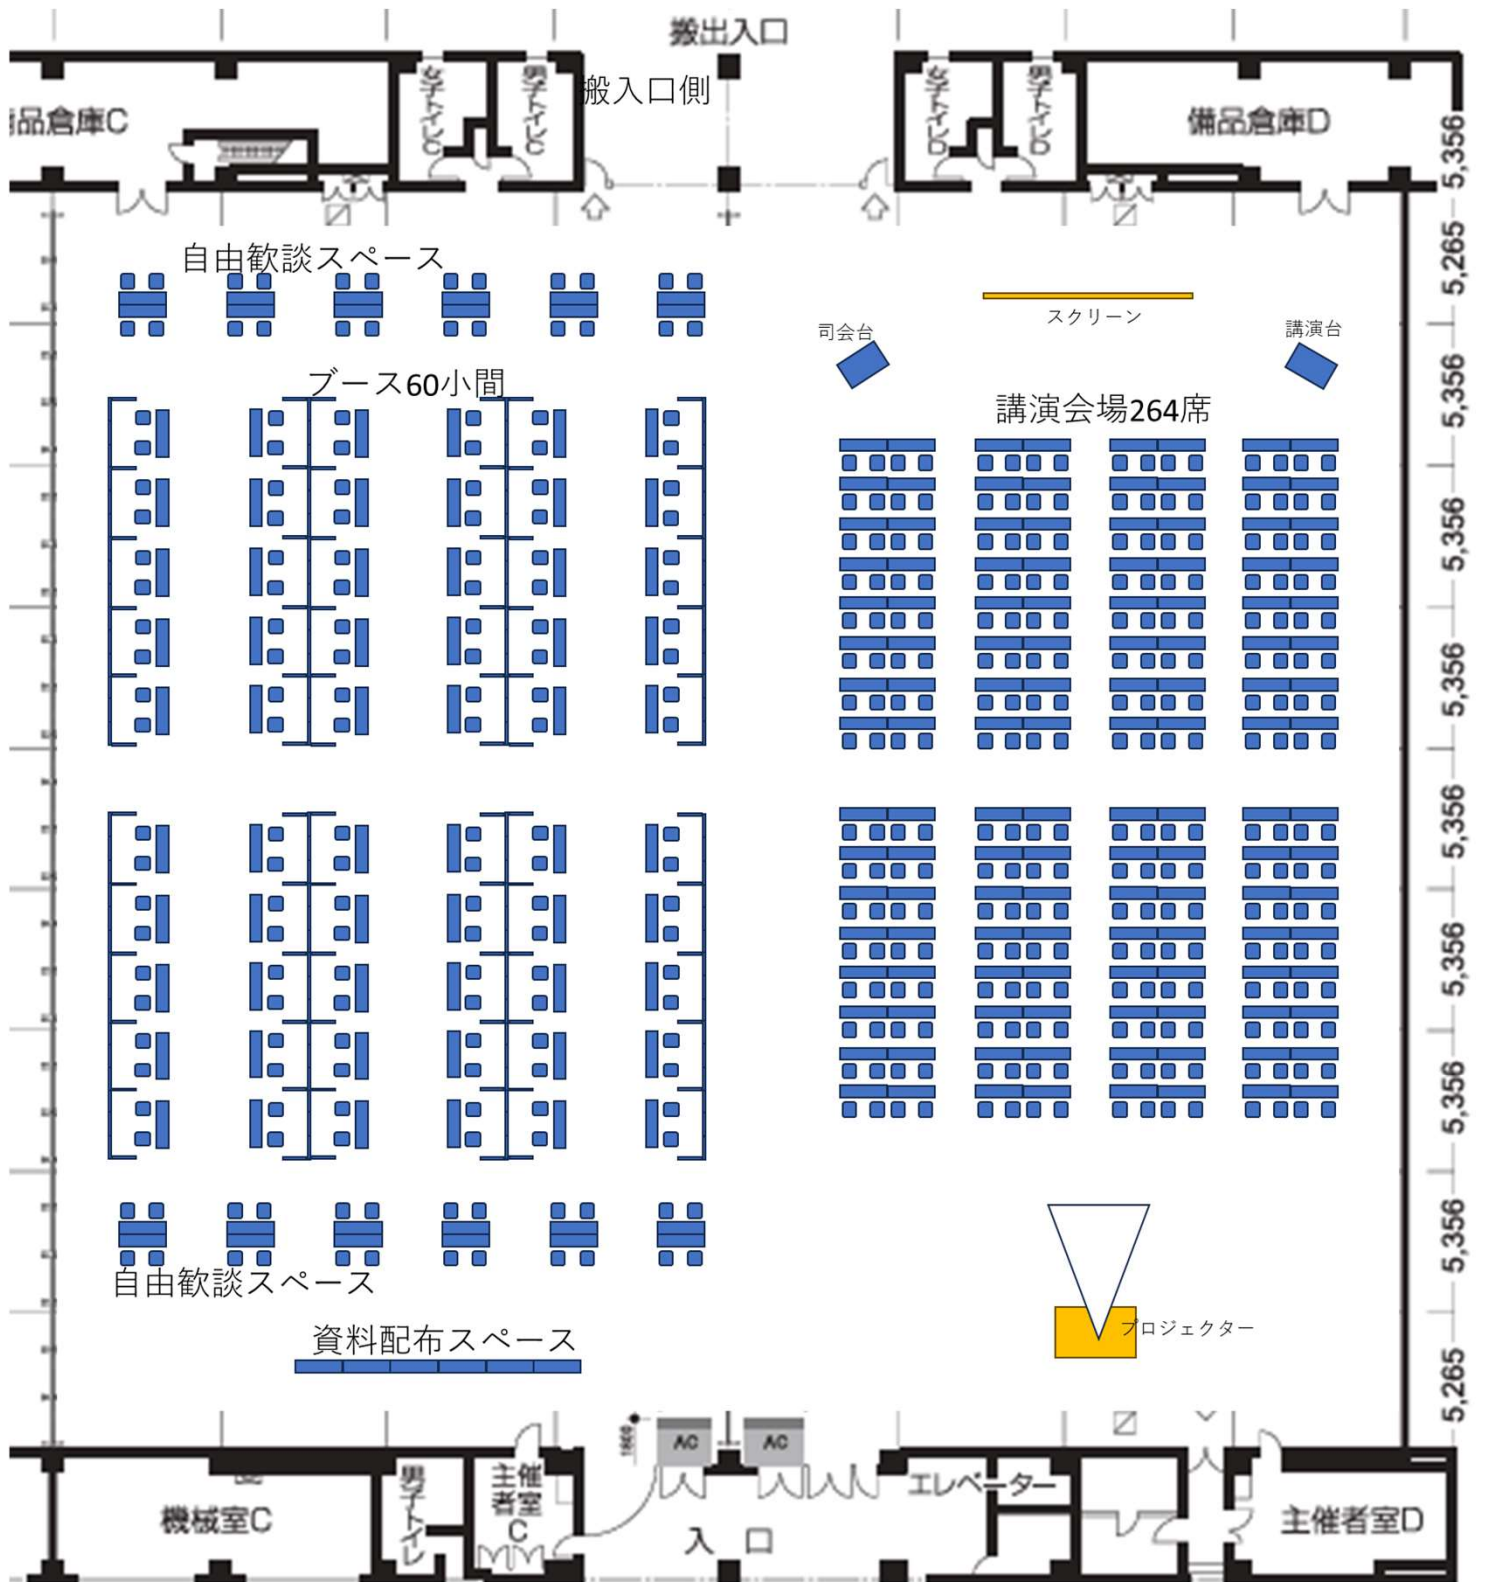 搬出入口
女子トイレC
男子トイレC
搬入口側
女子トイレD
男子トイレD
品倉庫C
備品倉庫D
5,356
自由歓談スペース
5,265
スクリーン
司会台
講演台
ブース60小間
5,356
講演会場264席
5,356
5,356
5,356
5,356
5,356
5,356
自由歓談スペース
資料配布スペース
プロジェクター
5,265
1800
AC
AC
機械室C
男子トイレ
主催者室C
エレベーター
入口
主催者室D